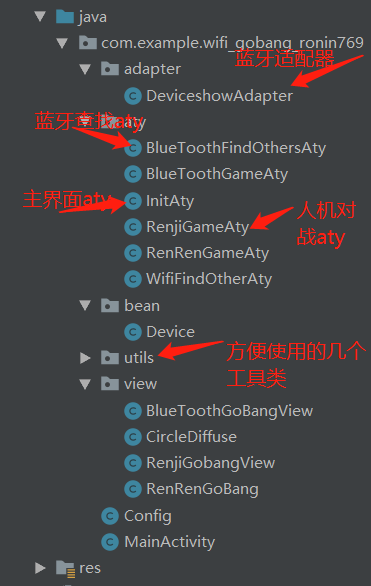 java
com.example.wifi_gobang_ronin769
蓝牙适配器
adapter
DeviceshowAdapter
蓝牙查找aty
aty
BlueToothFindOthersAty
BlueToothGameAty
主界面aty
InitAty
人机对
战aty
RenjiGameAty
RenRenGameAty
WifiFindOtherAty
bean
Device
方便使用的几个
工具类
utils
view
BlueToothGoBangView
CircleDiffuse
RenjiGobangView
RenRenGoBang
Config
MainActivity
res